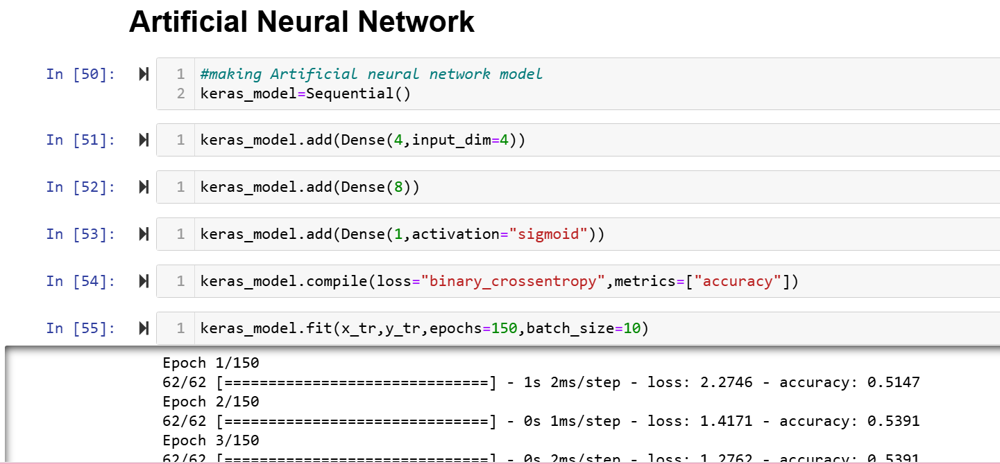 Artificial Neural Network
In [50]:
1 #making Artificial neural network model
2 keras_model=Sequential()
In [51]:
1 keras_model.add(Dense(4,input_dim=4))
In [52]:
1 keras_model.add(Dense(8))
In [53]:
1 keras_model.add(Dense(1,activation="sigmoid"))
In [54]:
1 keras_model.compile(loss="binary_crossentropy",metrics=["accuracy"])
In [55]:
1 keras_model.fit(x_tr,y_tr,epochs=150,batch_size=10)
Epoch 1/150
62/62 [==============================] - 1s 2ms/step - loss: 2.2746 - accuracy: 0.5147
Epoch 2/150
62/62 [==============================] - 0s 1ms/step - loss: 1.4171 - accuracy: 0.5391
Epoch 3/150
62/62 [==============================] - 0s 2ms/step - loss: 1.2762 - accuracy: 0.5391